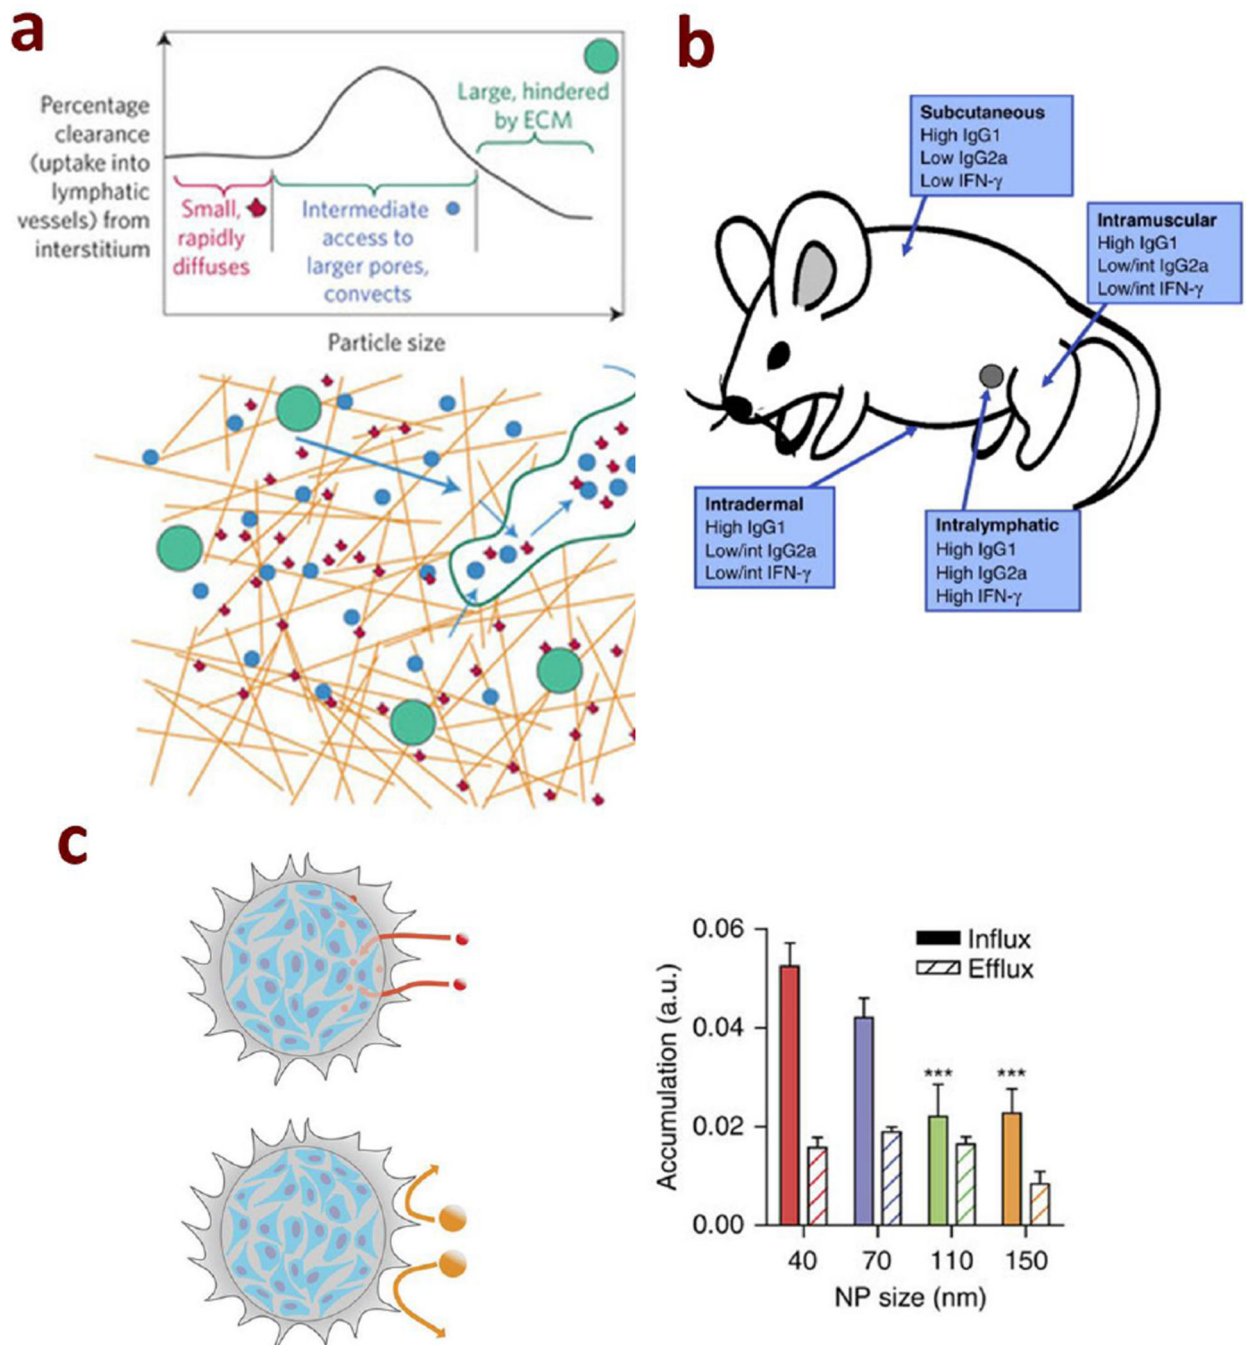 a
Percentage
clearance
(uptake into
lymphatic
vessels) from
interstitium
Large, hindered
by ECM
Small,
rapidly
diffuses
Intermediate
access to
larger pores,
convects
Particle size
b
Subcutaneous
High IgG1
Low IgG2a
Low IFN-γ
Intramuscular
High IgG1
Low/int IgG2a
Low/int IFN-γ
Intradermal
High IgG1
Low/int IgG2a
Low/int IFN-γ
Intralymphatic
High IgG1
High IgG2a
High IFN-γ
c
Accumulation (a.u.)
0.06
0.04
0.02
0.00
Influx
Efflux
***
***
40 70 110 150
NP size (nm)